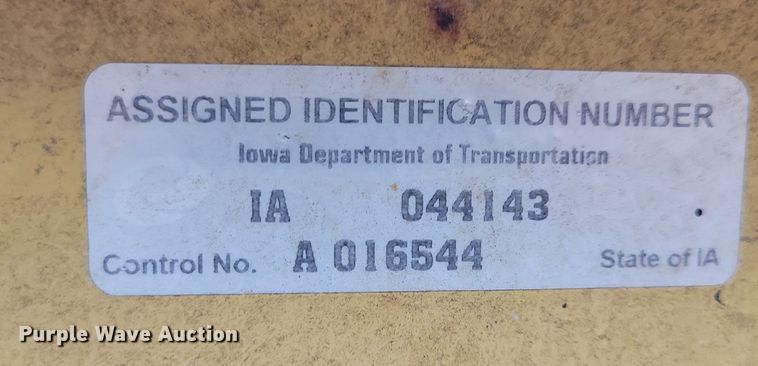 ASSIGNED IDENTIFICATION NUMBER
Iowa Department of Transportation
IA 044143
Control No. A 016544 State of IA
Purple Wave Auction